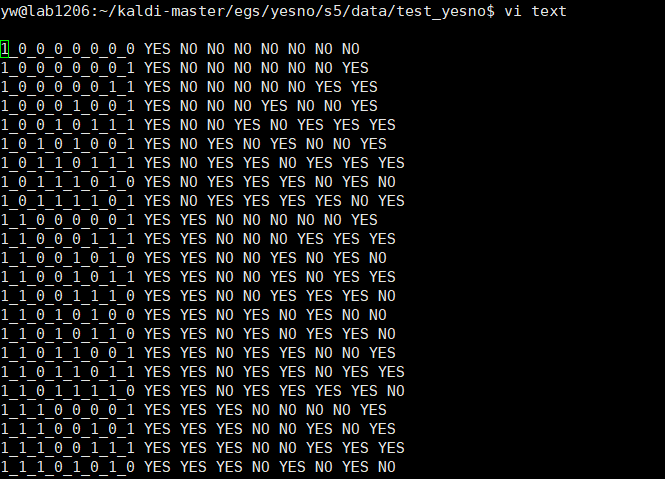 yw@lab1206:~/kaldi-master/egs/yesno/s5/data/test_yesno$ vi text
1_0_0_0_0_0_0_0 YES NO NO NO NO NO NO NO
1_0_0_0_0_0_0_1 YES NO NO NO NO NO NO YES
1_0_0_0_0_0_1_1 YES NO NO NO NO NO YES YES
1_0_0_0_1_0_0_1 YES NO NO NO YES NO NO YES
1_0_0_1_0_1_1_1 YES NO NO YES NO YES YES YES
1_0_1_0_1_0_0_1 YES NO YES NO YES NO NO YES
1_0_1_1_0_1_1_1 YES NO YES YES NO YES YES YES
1_0_1_1_1_0_1_0 YES NO YES YES YES NO YES NO
1_0_1_1_1_1_0_1 YES NO YES YES YES YES NO YES
1_1_0_0_0_0_0_1 YES YES NO NO NO NO NO YES
1_1_0_0_0_1_1_1 YES YES NO NO NO YES YES YES
1_1_0_0_1_0_1_0 YES YES NO NO YES NO YES NO
1_1_0_0_1_0_1_1 YES YES NO NO YES NO YES YES
1_1_0_0_1_1_1_0 YES YES NO NO YES YES YES NO
1_1_0_1_0_1_0_0 YES YES NO YES NO YES NO NO
1_1_0_1_0_1_1_0 YES YES NO YES NO YES YES NO
1_1_0_1_1_0_0_1 YES YES NO YES YES NO NO YES
1_1_0_1_1_0_1_1 YES YES NO YES YES NO YES YES
1_1_0_1_1_1_1_0 YES YES NO YES YES YES YES NO
1_1_1_0_0_0_0_1 YES YES YES NO NO NO NO YES
1_1_1_0_0_1_0_1 YES YES YES NO NO YES NO YES
1_1_1_0_0_1_1_1 YES YES YES NO NO YES YES YES
1_1_1_0_1_0_1_0 YES YES YES NO YES NO YES NO